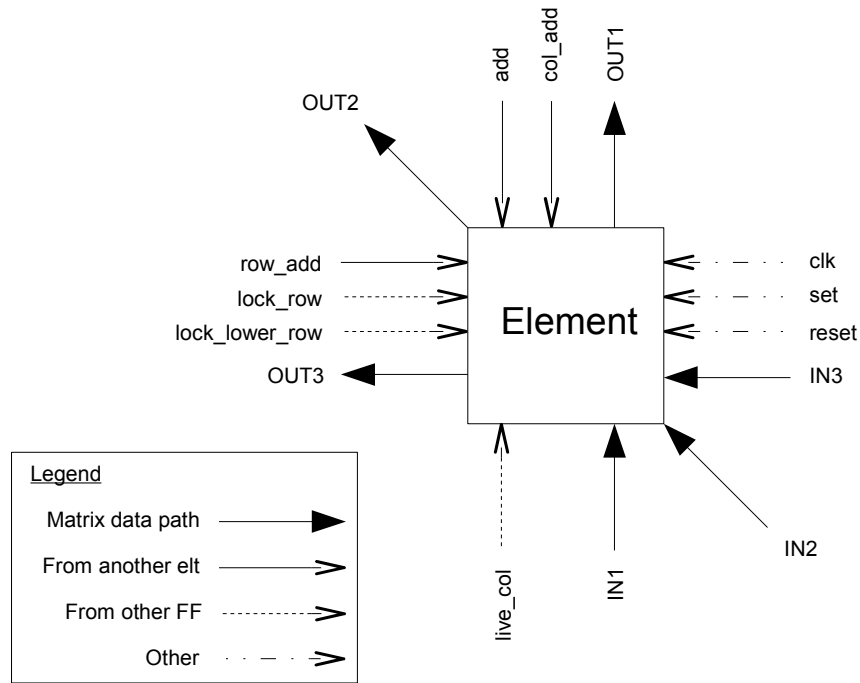 add
col_add
OUT1
OUT2
row_add
lock_row
lock_lower_row
OUT3
Element
clk
set
reset
IN3
IN2
IN1
live_col
Legend
Matrix data path
From another elt
From other FF
Other